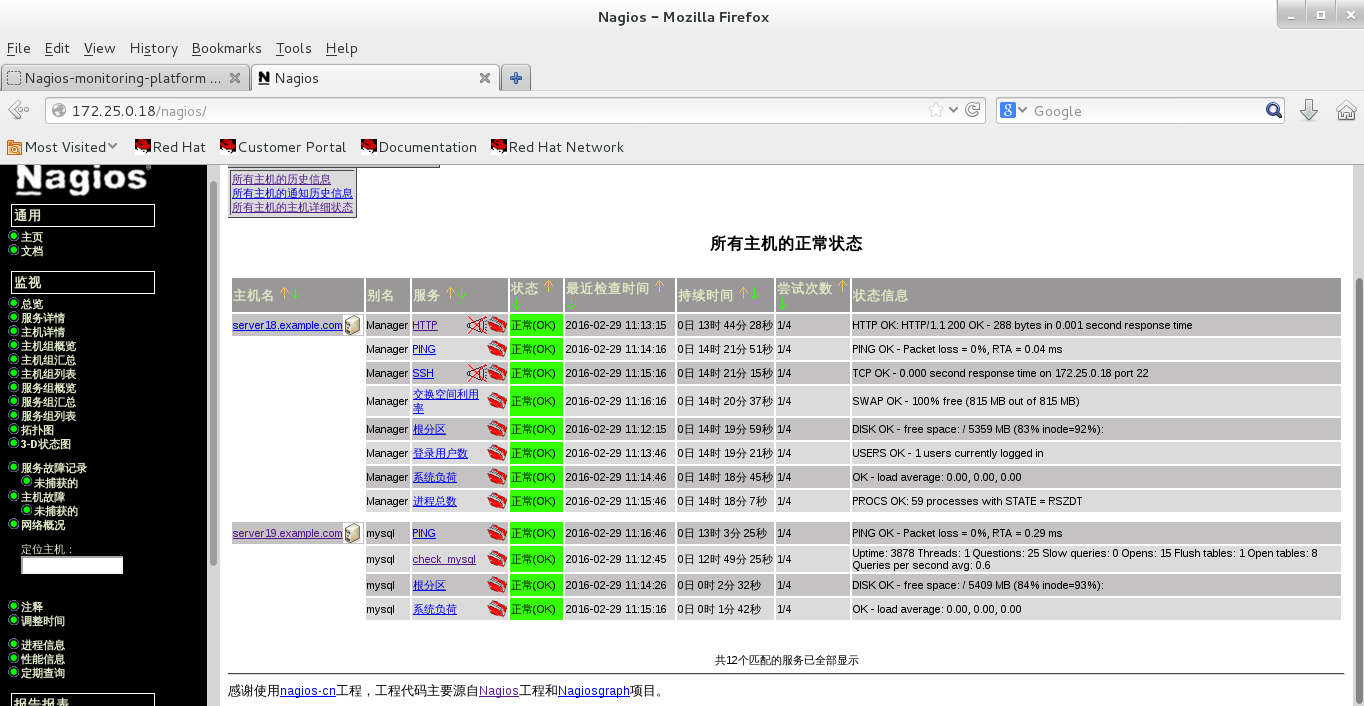 Nagios - Mozilla Firefox
File Edit View History Bookmarks Tools Help
Nagios-monitoring-platform ... Nagios
172.25.0.18/nagios/ Google
Most Visited Red Hat Customer Portal Documentation Red Hat Network
Nagios
通用
主页
文档
监视
总览
服务详情
主机详情
主机组概览
主机组汇总
主机组列表
服务组概览
服务组汇总
服务组列表
拓扑图
3-D状态图
服务故障记录
未捕获的
主机故障
未捕获的
网络概况
定位主机：
注释
调整时间
进程信息
性能信息
定期查询
报告报表
所有主机的历史信息
所有主机的通知历史信息
所有主机的主机详细状态
所有主机的正常状态
主机名 ↑↓ 别名 服务 ↑↓ 状态 ↑↓ 最近检查时间 ↑↓ 持续时间 ↑↓ 尝试次数 ↑↓ 状态信息
server18.example.com Manager HTTP 正常(OK) 2016-02-29 11:13:15 0日 13时 44分 28秒 1/4 HTTP OK: HTTP/1.1 200 OK - 288 bytes in 0.001 second response time
Manager PING 正常(OK) 2016-02-29 11:14:16 0日 14时 21分 51秒 1/4 PING OK - Packet loss = 0%, RTA = 0.04 ms
Manager SSH 正常(OK) 2016-02-29 11:15:16 0日 14时 21分 15秒 1/4 TCP OK - 0.000 second response time on 172.25.0.18 port 22
Manager 交换空间利用率 正常(OK) 2016-02-29 11:16:16 0日 14时 20分 37秒 1/4 SWAP OK - 100% free (815 MB out of 815 MB)
Manager 根分区 正常(OK) 2016-02-29 11:12:15 0日 14时 19分 59秒 1/4 DISK OK - free space: / 5359 MB (83% inode=92%):
Manager 登录用户数 正常(OK) 2016-02-29 11:13:46 0日 14时 19分 21秒 1/4 USERS OK - 1 users currently logged in
Manager 系统负荷 正常(OK) 2016-02-29 11:14:46 0日 14时 18分 45秒 1/4 OK - load average: 0.00, 0.00, 0.00
Manager 进程总数 正常(OK) 2016-02-29 11:15:46 0日 14时 18分 7秒 1/4 PROCS OK: 59 processes with STATE = RSZDT
server19.example.com mysql PING 正常(OK) 2016-02-29 11:16:46 0日 13时 3分 25秒 1/4 PING OK - Packet loss = 0%, RTA = 0.29 ms
mysql check_mysql 正常(OK) 2016-02-29 11:12:45 0日 12时 49分 25秒 1/4 Uptime: 3878 Threads: 1 Questions: 25 Slow queries: 0 Opens: 15 Flush tables: 1 Open tables: 8
Queries per second avg: 0.6
mysql 根分区 正常(OK) 2016-02-29 11:14:26 0日 0时 2分 32秒 1/4 DISK OK - free space: / 5409 MB (84% inode=93%):
mysql 系统负荷 正常(OK) 2016-02-29 11:15:16 0日 0时 1分 42秒 1/4 OK - load average: 0.00, 0.00, 0.00
共12个匹配的服务已全部显示
感谢使用nagios-cn工程，工程代码主要源自Nagios工程和Nagiosgraph项目。